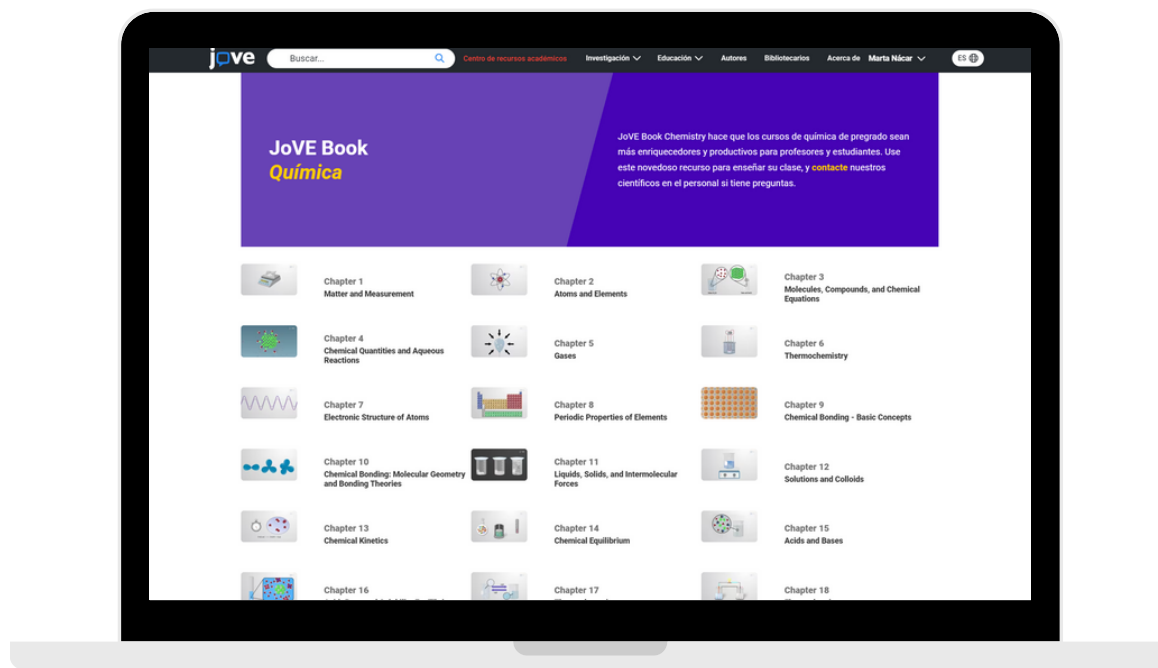 jove
Buscar...
Centro de recursos académicos
Investigación
Educación
Autores
Bibliotecarios
Acerca de
Marta Nácar
ES
JoVE Book
Química
JoVE Book Chemistry hace que los cursos de química de pregrado sean
más enriquecedores y productivos para profesores y estudiantes. Use
este novedoso recurso para enseñar su clase, y contacte nuestros
científicos en el personal si tiene preguntas.
Chapter 1
Matter and Measurement
Chapter 2
Atoms and Elements
Chapter 3
Molecules, Compounds, and Chemical
Equations
Chapter 4
Chemical Quantities and Aqueous
Reactions
Chapter 5
Gases
Chapter 6
Thermochemistry
Chapter 7
Electronic Structure of Atoms
Chapter 8
Periodic Properties of Elements
Chapter 9
Chemical Bonding - Basic Concepts
Chapter 10
Chemical Bonding: Molecular Geometry
and Bonding Theories
Chapter 11
Liquids, Solids, and Intermolecular
Forces
Chapter 12
Solutions and Colloids
Chapter 13
Chemical Kinetics
Chapter 14
Chemical Equilibrium
Chapter 15
Acids and Bases
Chapter 16
Chapter 17
Chapter 18